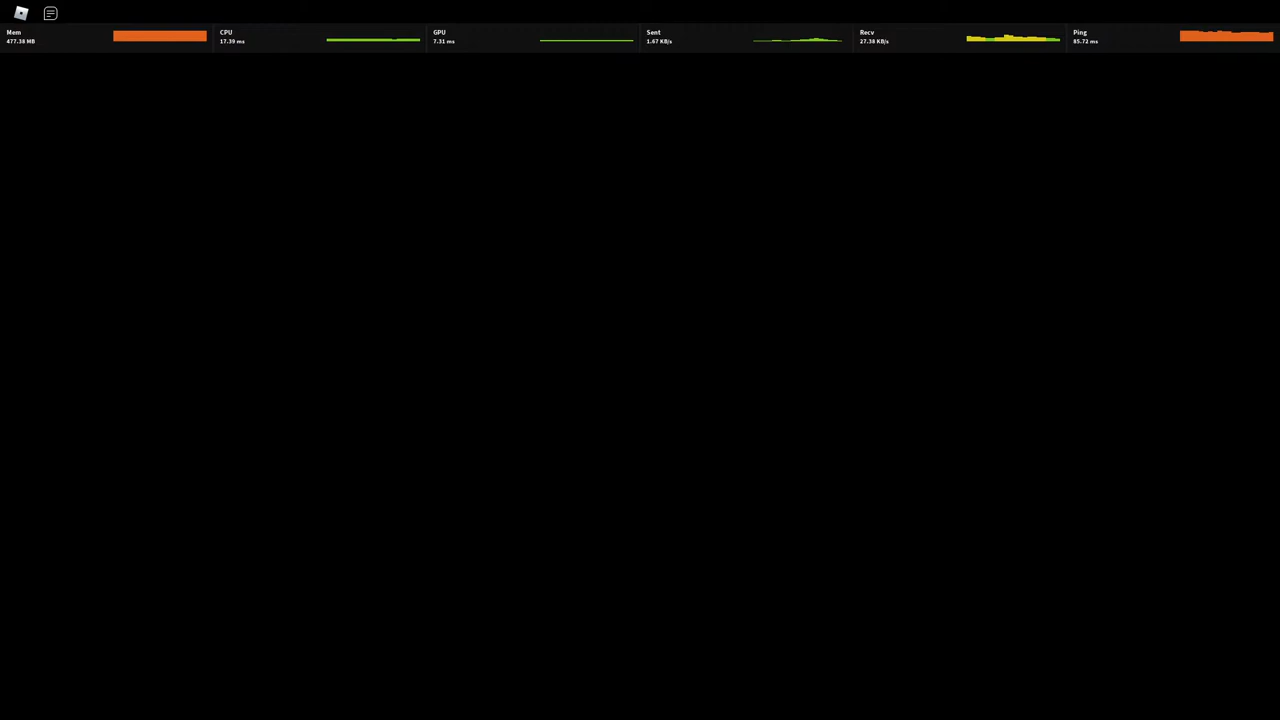 Mem CPU GPU Sent Recv Ping
477.38 MB 17.39 ms 7.31 ms 1.67 KB/s 27.38 KB/s 85.72 ms